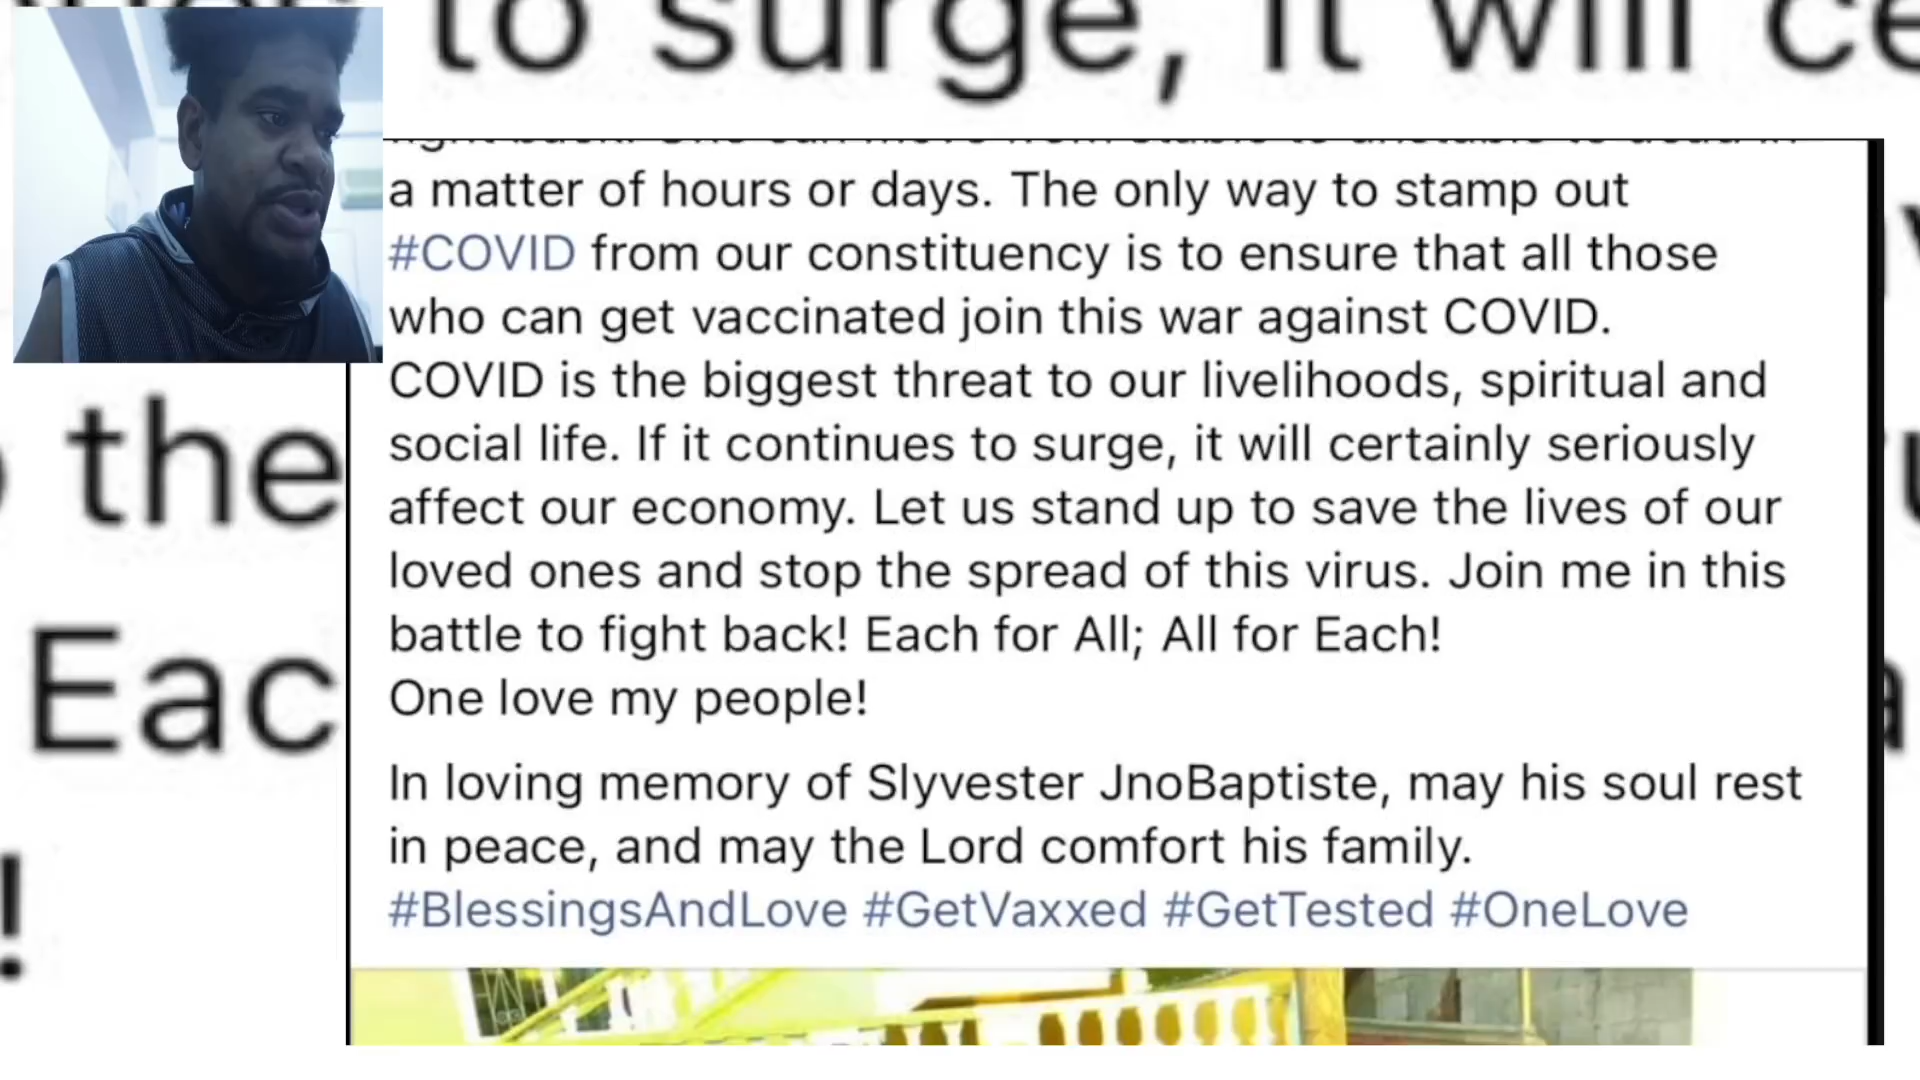 to surge, it will ce
a matter of hours or days. The only way to stamp out
#COVID from our constituency is to ensure that all those
who can get vaccinated join this war against COVID.
COVID is the biggest threat to our livelihoods, spiritual and
social life. If it continues to surge, it will certainly seriously
affect our economy. Let us stand up to save the lives of our
loved ones and stop the spread of this virus. Join me in this
battle to fight back! Each for All; All for Each!
One love my people!
In loving memory of Slyvester JnoBaptiste, may his soul rest
in peace, and may the Lord comfort his family.
#BlessingsAndLove #GetVaxxed #GetTested #OneLove
the
Eac
!